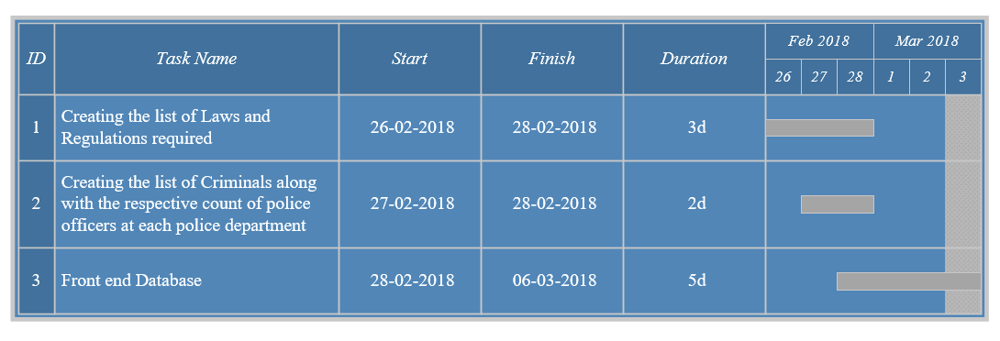 ID Task Name Start Finish Duration Feb 2018 Mar 2018
26 27 28 1 2 3
1 Creating the list of Laws and
Regulations required 26-02-2018 28-02-2018 3d
2 Creating the list of Criminals along
with the respective count of police
officers at each police department 27-02-2018 28-02-2018 2d
3 Front end Database 28-02-2018 06-03-2018 5d